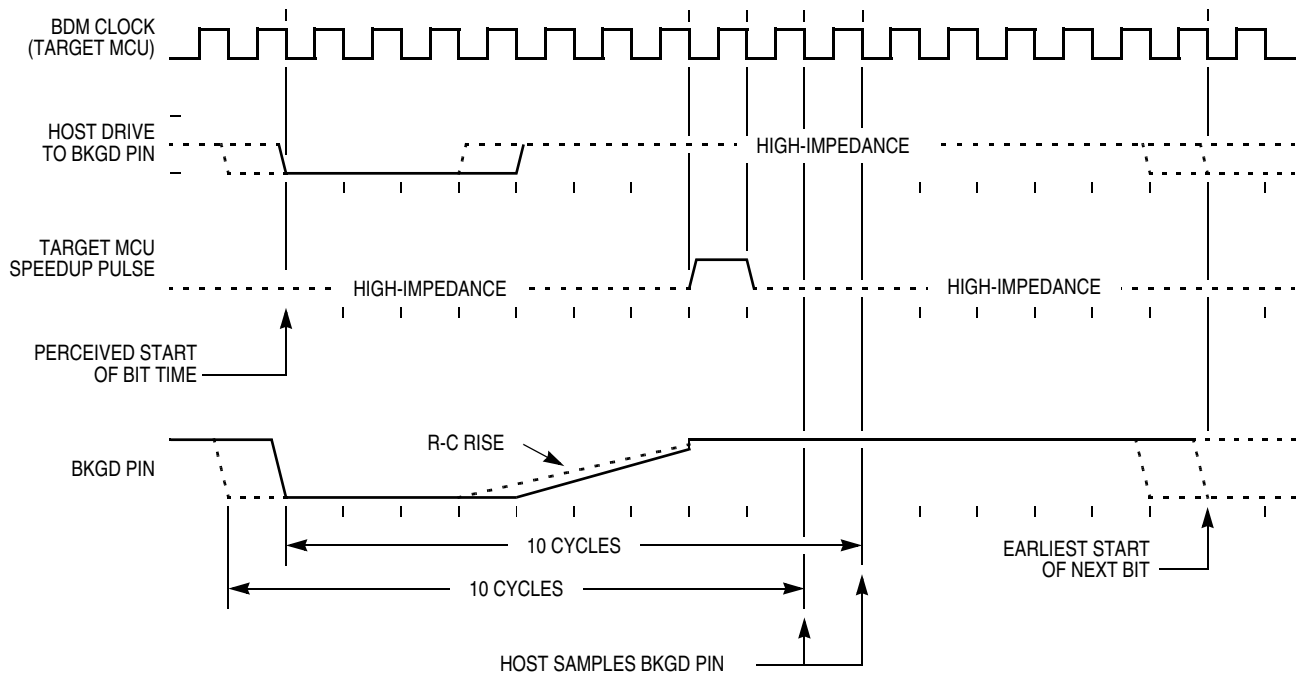 BDM CLOCK
(TARGET MCU)
HOST DRIVE
TO BKGD PIN
HIGH-IMPEDANCE
TARGET MCU
SPEEDUP PULSE
HIGH-IMPEDANCE
HIGH-IMPEDANCE
PERCEIVED START
OF BIT TIME
R-C RISE
BKGD PIN
10 CYCLES
EARLIEST START
OF NEXT BIT
10 CYCLES
HOST SAMPLES BKGD PIN